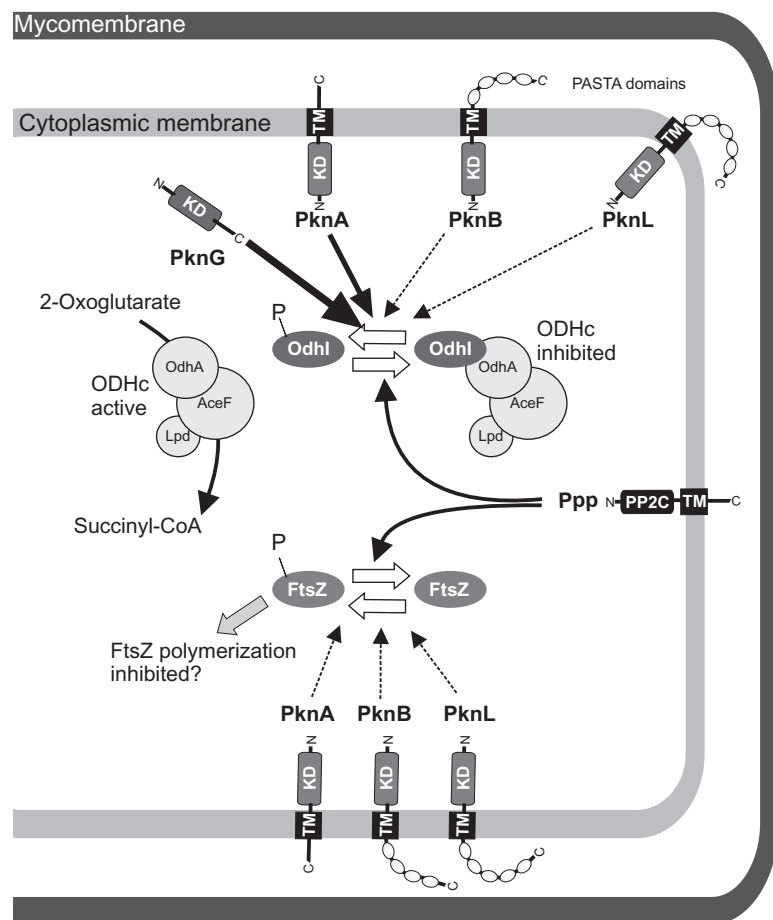 Mycomembrane
C
C
PASTA domains
Cytoplasmic membrane
TM
TM
TM
KD
KD
KD
C
N
KD
C
N
N
N
PknA
PknB
PknL
PknG
2-Oxoglutarate
P
OdhI
OdhI
ODHc
inhibited
OdhA
OdhA
ODHc
active
AceF
AceF
Lpd
Lpd
Ppp
N
PP2C
TM
C
Succinyl-CoA
P
FtsZ
FtsZ
FtsZ polymerization
inhibited?
PknA
PknB
PknL
N
N
N
KD
KD
KD
TM
TM
TM
C
C
C